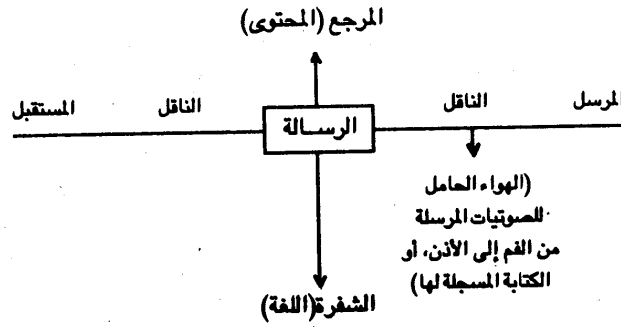 المرجع (المحتوى)
المرسل
الناقل
الناقل
المستقبل
الرسالة
(الهواء الحامل
للصوتيات المرسلة
من الفم إلى الأذن، أو
الكتابة المسجلة لها)
الشفرة(اللغة)